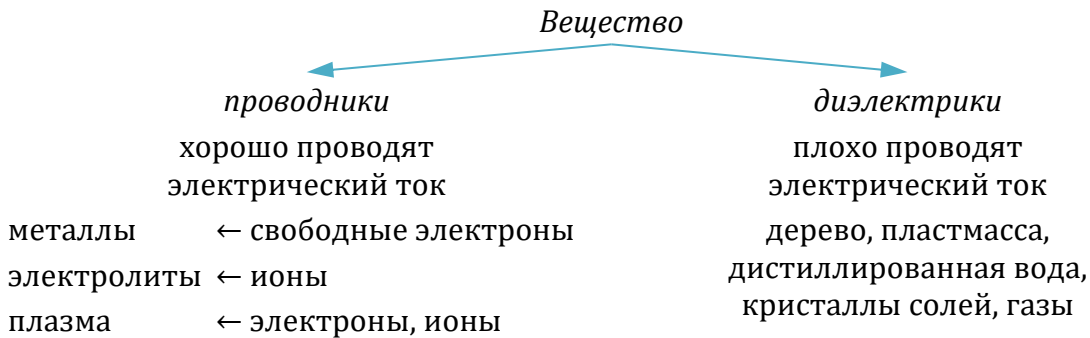 Вещество
проводники
хорошо проводят
электрический ток
металлы ← свободные электроны
электролиты ← ионы
плазма ← электроны, ионы
диэлектрики
плохо проводят
электрический ток
дерево, пластмасса,
дистиллированная вода,
кристаллы солей, газы